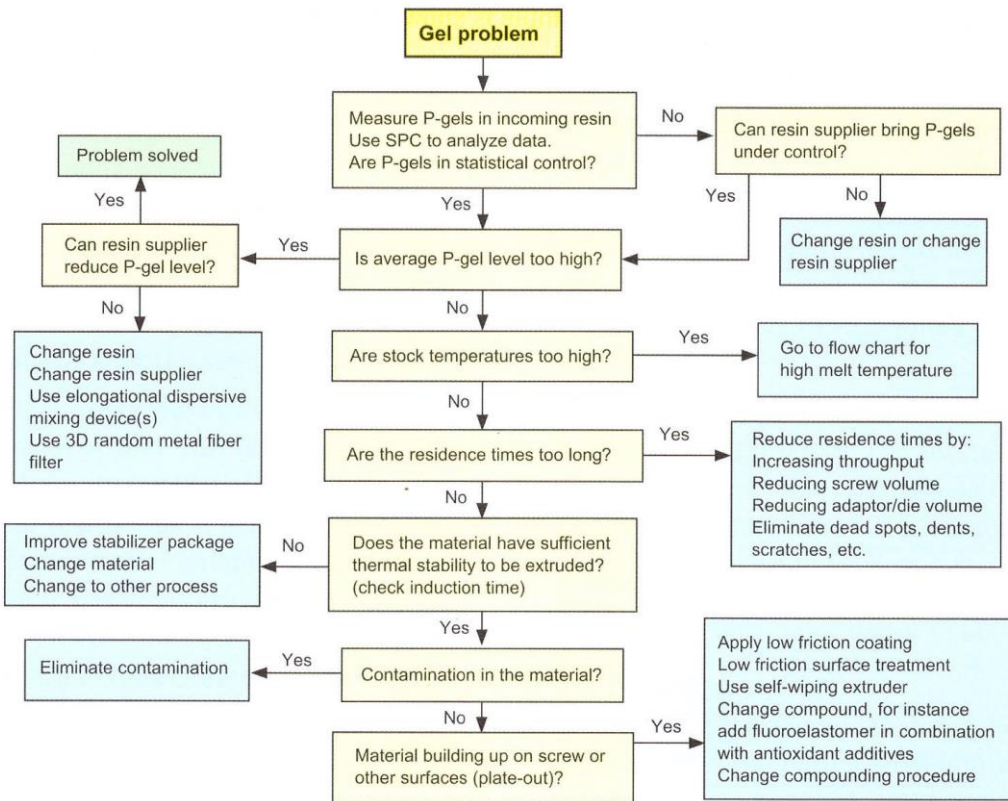 Gel problem
Measure P-gels in incoming resin
Use SPC to analyze data.
Are P-gels in statistical control?
No
Can resin supplier bring P-gels
under control?
Problem solved
Yes
Yes
Yes
No
Can resin supplier
reduce P-gel level?
Yes
Is average P-gel level too high?
Change resin or change
resin supplier
No
No
Change resin
Change resin supplier
Use elongational dispersive
mixing device(s)
Use 3D random metal fiber
filter
Are stock temperatures too high?
Yes
Go to flow chart for
high melt temperature
No
Are the residence times too long?
Yes
Reduce residence times by:
Increasing throughput
Reducing screw volume
Reducing adaptor/die volume
Eliminate dead spots, dents,
scratches, etc.
No
Improve stabilizer package
Change material
Change to other process
No
Does the material have sufficient
thermal stability to be extruded?
(check induction time)
Yes
Eliminate contamination
Yes
Contamination in the material?
No
Material building up on screw or
other surfaces (plate-out)?
Yes
Apply low friction coating
Low friction surface treatment
Use self-wiping extruder
Change compound, for instance
add fluoroelastomer in combination
with antioxidant additives
Change compounding procedure